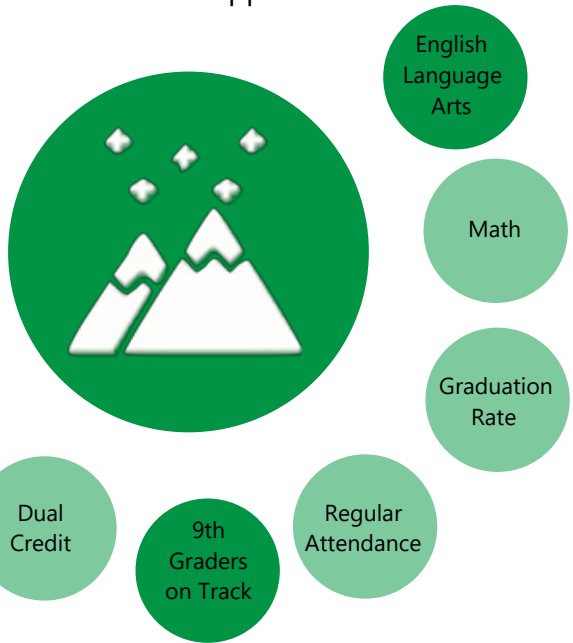 English
Language
Arts
Math
Graduation
Rate
Regular
Attendance
9th
Graders
on Track
Dual
Credit